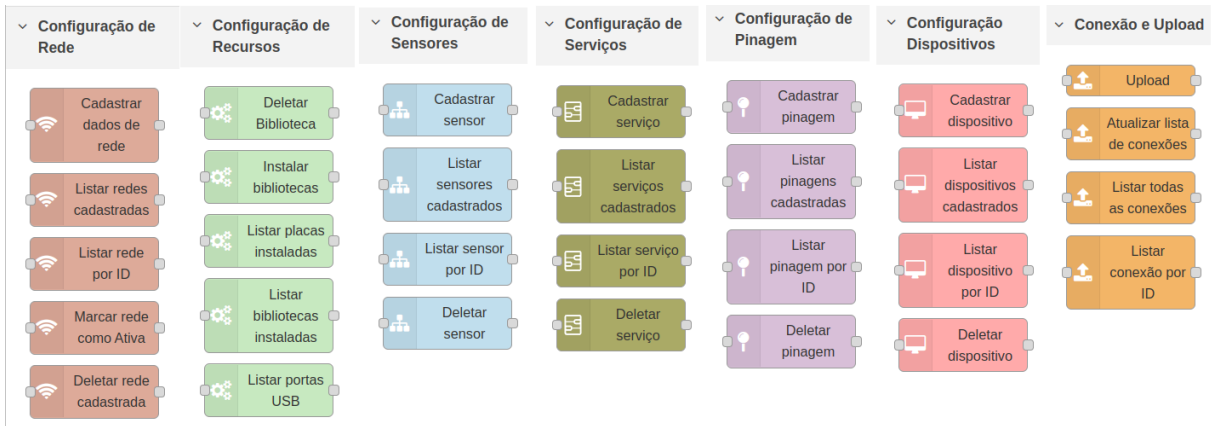 Configuração de
Rede
Cadastrar
dados de
rede
Listar redes
cadastradas
Listar rede
por ID
Marcar rede
como Ativa
Deletar rede
cadastrada
Configuração de
Recursos
Deletar
Biblioteca
Instalar
bibliotecas
Listar placas
instaladas
Listar
bibliotecas
instaladas
Listar portas
USB
Configuração de
Sensores
Cadastrar
sensor
Listar
sensores
cadastrados
Listar sensor
por ID
Deletar
sensor
Configuração de
Serviços
Cadastrar
serviço
Listar
serviços
cadastrados
Listar serviço
por ID
Deletar
serviço
Configuração de
Pinagem
Cadastrar
pinagem
Listar
pinagens
cadastradas
Listar
pinagem por
ID
Deletar
pinagem
Configuração
Dispositivos
Cadastrar
dispositivo
Listar
dispositivos
cadastrados
Listar
dispositivo
por ID
Deletar
dispositivo
Conexão e Upload
Upload
Atualizar lista
de conexões
Listar todas
as conexões
Listar
conexão por
ID